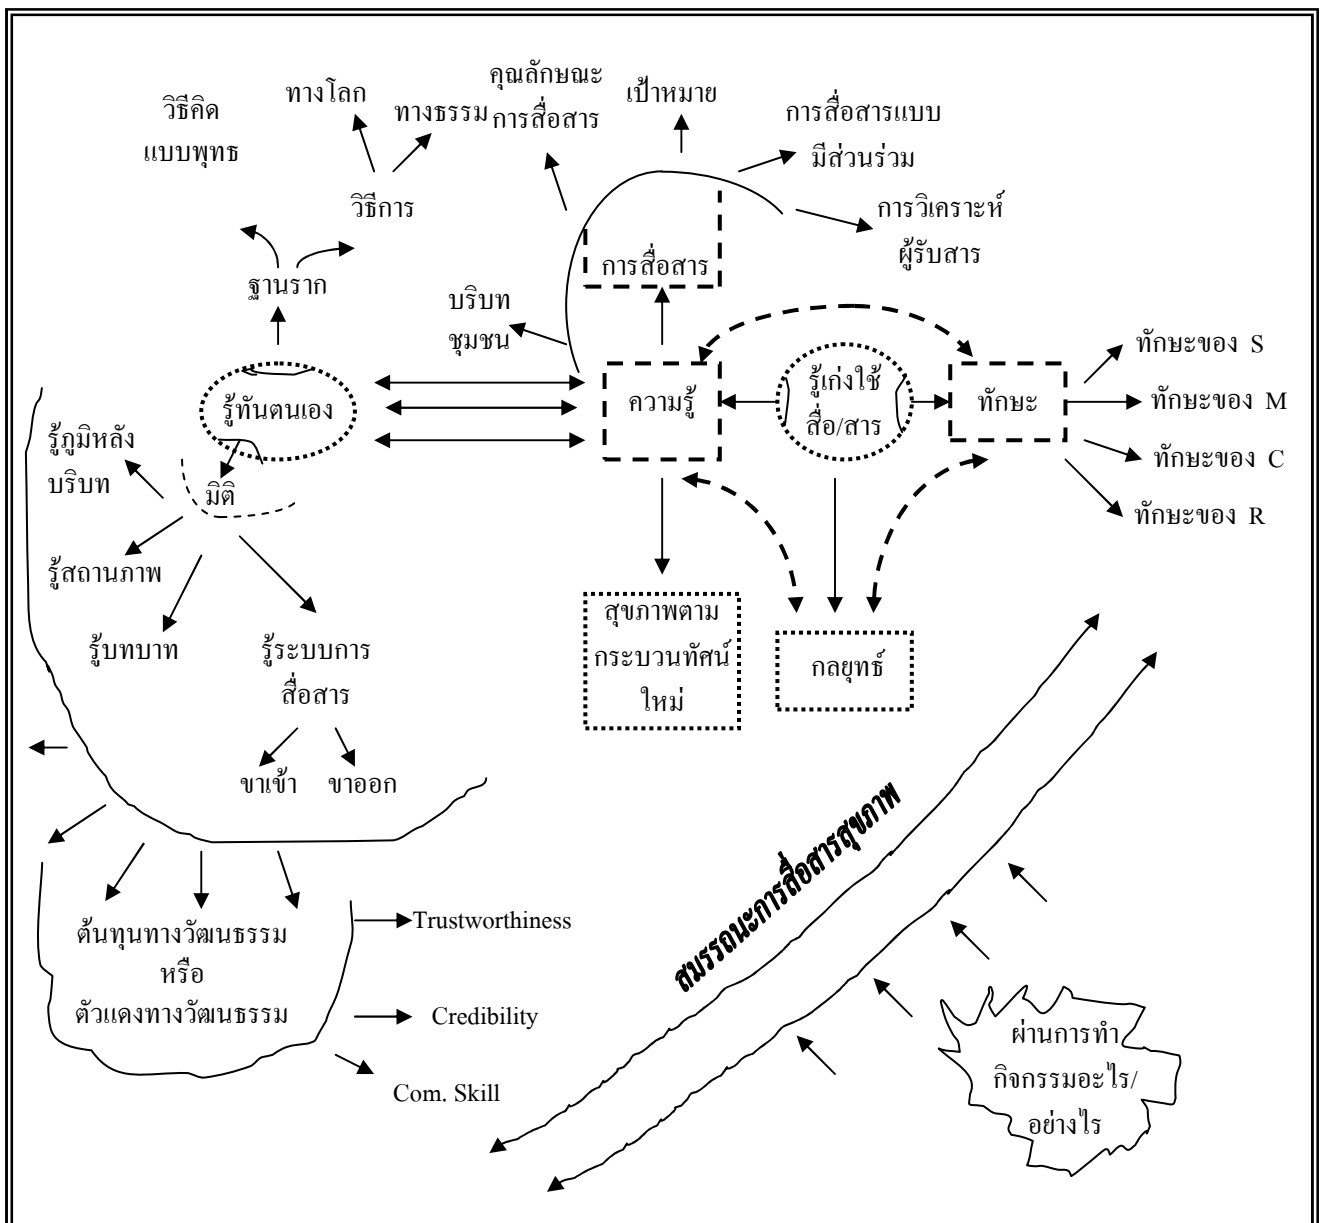 วิธีคิด
แบบพุทธ
ทางโลก
ทางธรรม
คุณลักษณะ
การสื่อสาร
เป้าหมาย
การสื่อสารแบบ
มีส่วนร่วม
วิธีการ
การวิเคราะห์
ผู้รับสาร
การสื่อสาร
ฐานราก
บริบท
ชุมชน
รู้ทันตนเอง
ความรู้
รู้เก่งใช้
สื่อ/สาร
ทักษะ
ทักษะของ S
ทักษะของ M
ทักษะของ C
ทักษะของ R
รู้ภูมิหลัง
บริบท
มิติ
รู้สถานภาพ
รู้บทบาท
รู้ระบบการ
สื่อสาร
ขาเข้า
ขาออก
สุขภาพตาม
กระบวนทัศน์
ใหม่
กลยุทธ์
สมรรถนะการสื่อสารสุขภาพ
ต้นทุนทางวัฒนธรรม
หรือ
ตัวแดงทางวัฒนธรรม
Trustworthiness
Credibility
Com. Skill
ผ่านการทำ
กิจกรรมอะไร/
อย่างไร